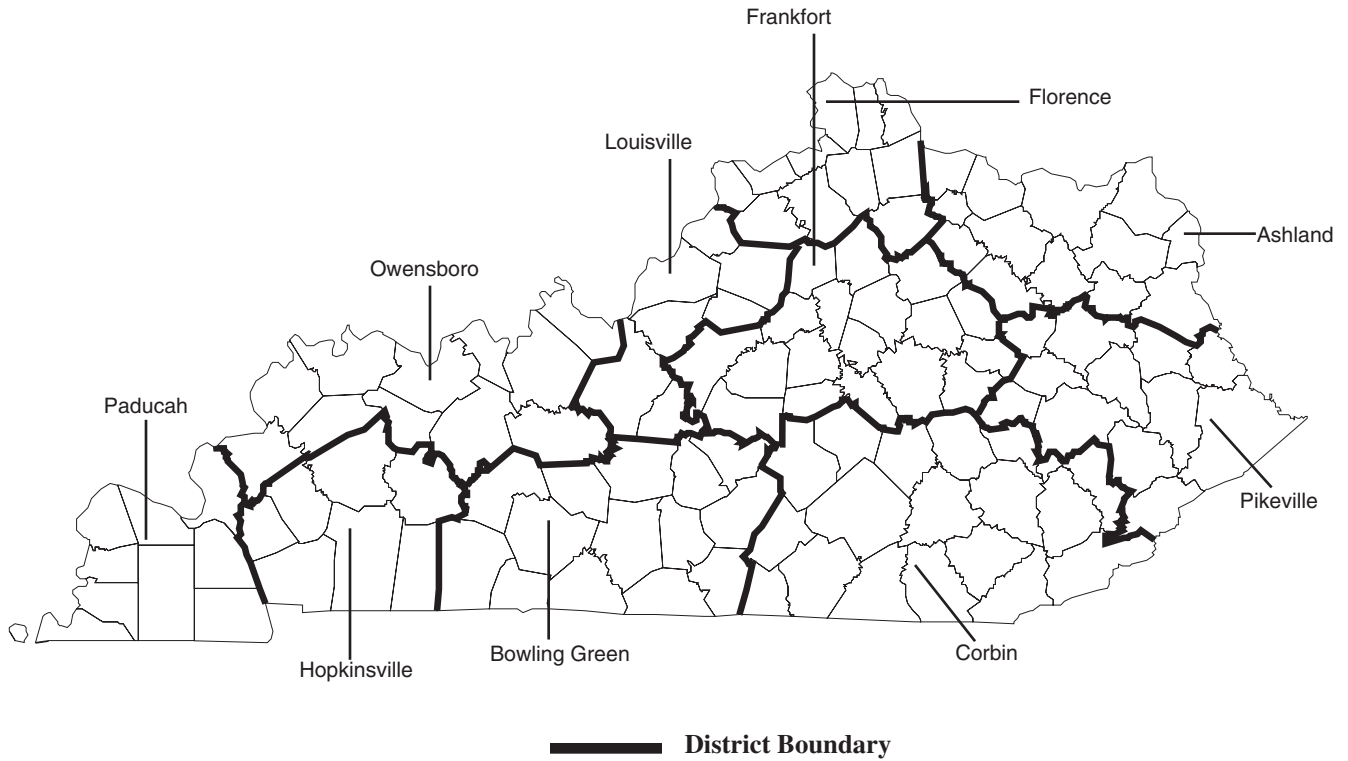 Frankfort
Florence
Louisville
Ashland
Owensboro
Paducah
Pikeville
Bowling Green
Corbin
Hopkinsville
District Boundary